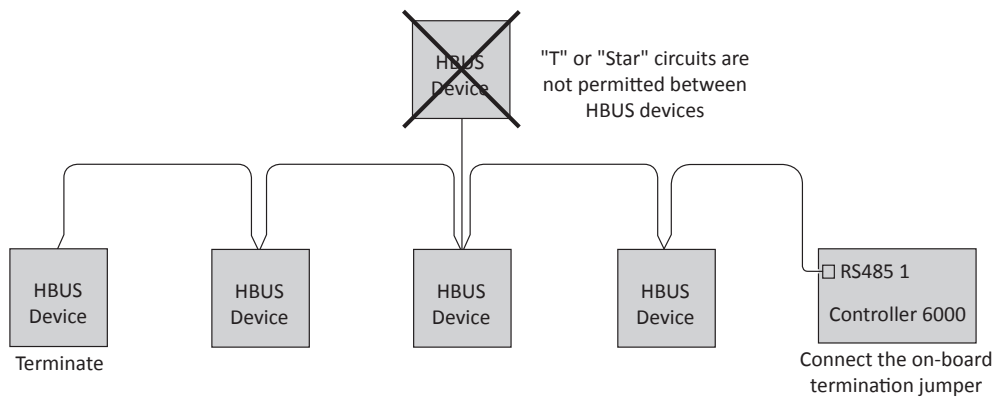 HBUS
Device
"T" or "Star" circuits are
not permitted between
HBUS devices
HBUS
Device
Terminate
HBUS
Device
HBUS
Device
HBUS
Device
RS485 1
Controller 6000
Connect the on-board
termination jumper